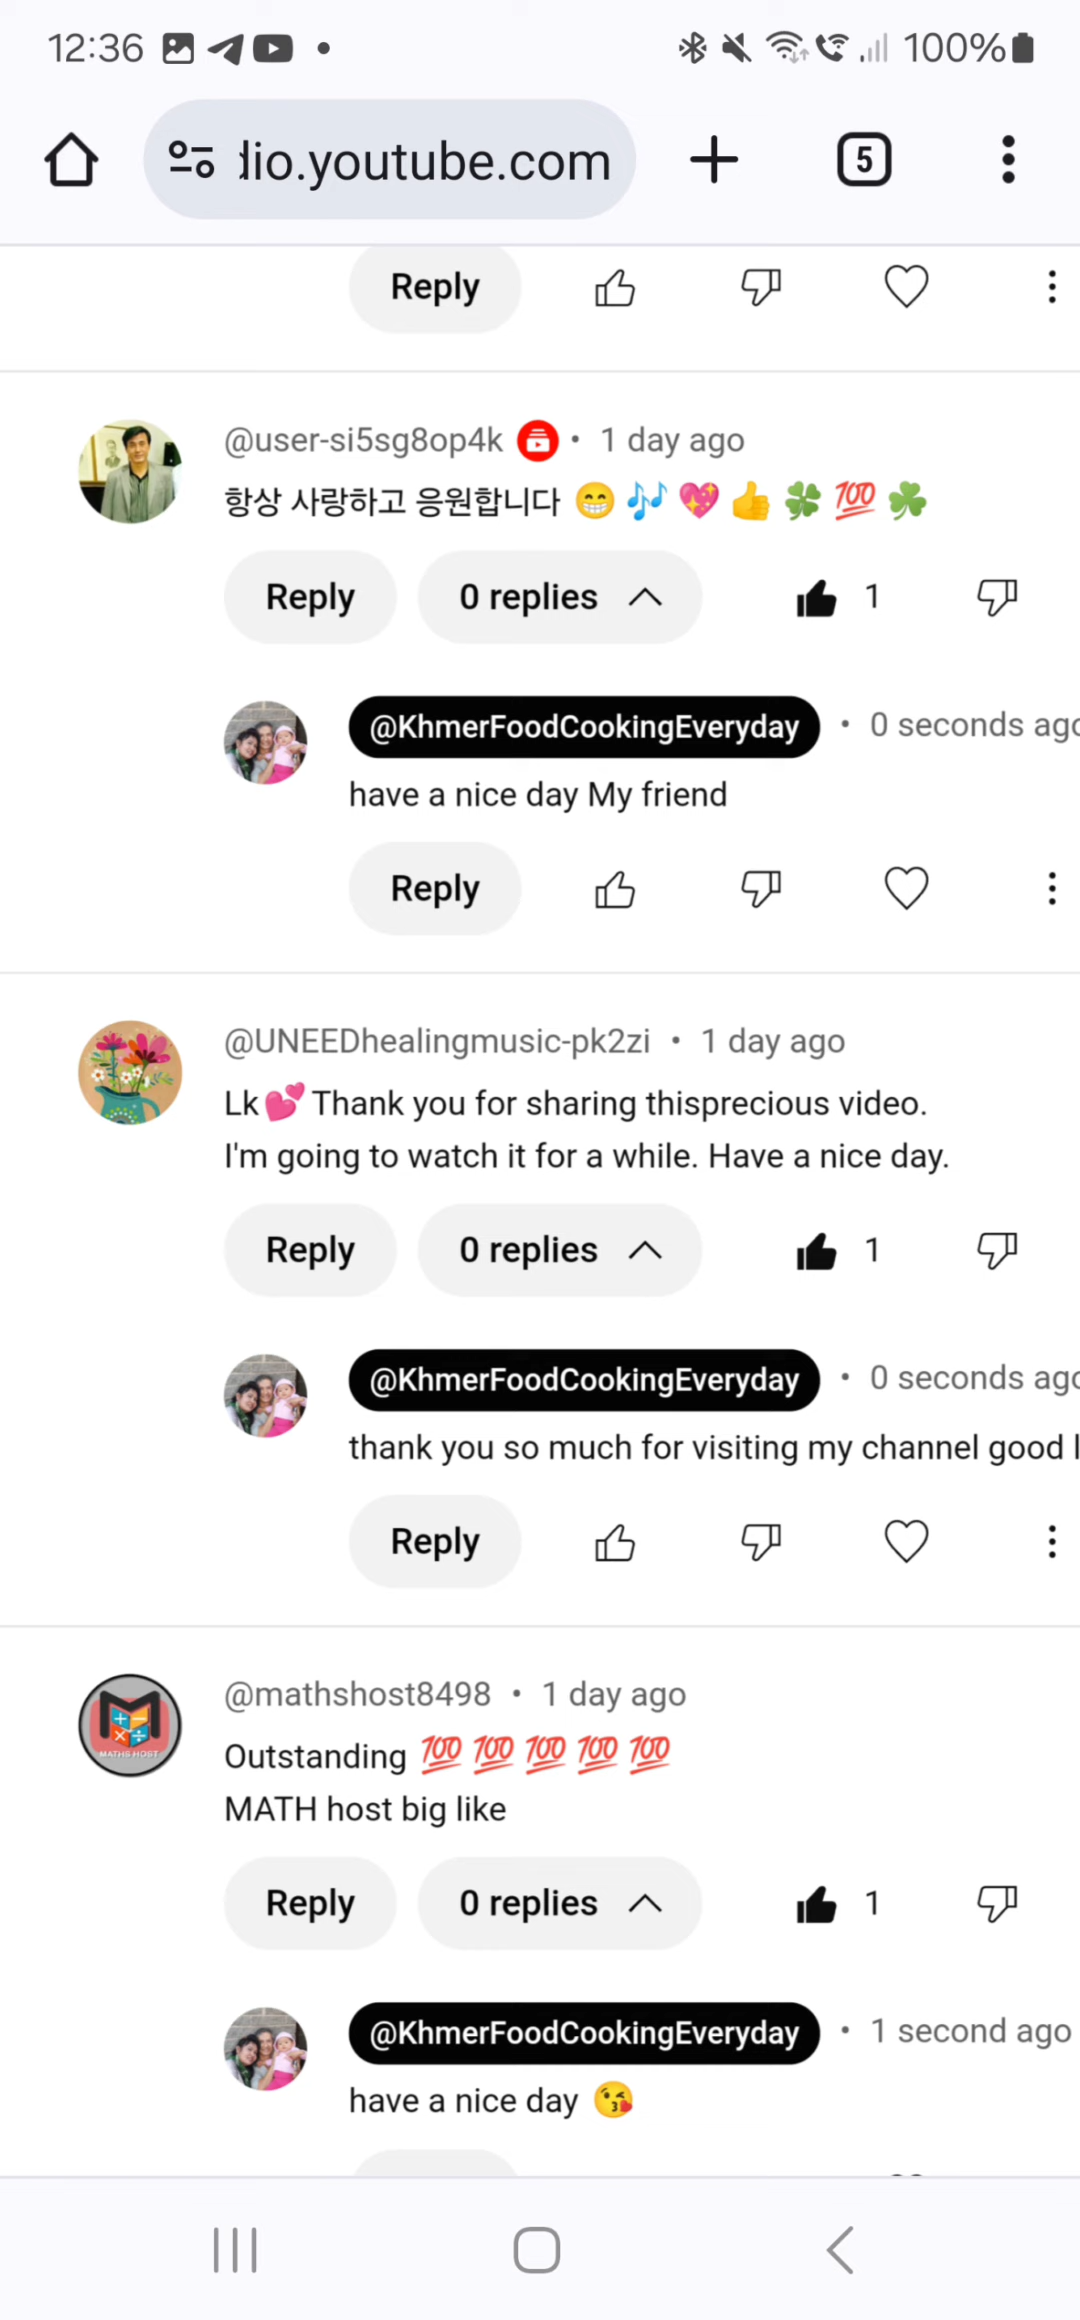 12:36 100%
dio.youtube.com 5
Reply
@user-si5sg8op4k • 1 day ago
항상 사랑하고 응원합니다 😁🎶💖👍🍀💯☘️
Reply 0 replies 1
@KhmerFoodCookingEveryday • 0 seconds ago
have a nice day My friend
Reply
@UNEEDhealingmusic-pk2zi • 1 day ago
Lk💕Thank you for sharing thisprecious video.
I'm going to watch it for a while. Have a nice day.
Reply 0 replies 1
@KhmerFoodCookingEveryday • 0 seconds ago
thank you so much for visiting my channel good
Reply
@mathshost8498 • 1 day ago
MATHS HOST
Outstanding 💯💯💯💯💯
MATH host big like
Reply 0 replies 1
@KhmerFoodCookingEveryday • 1 second ago
have a nice day 😘